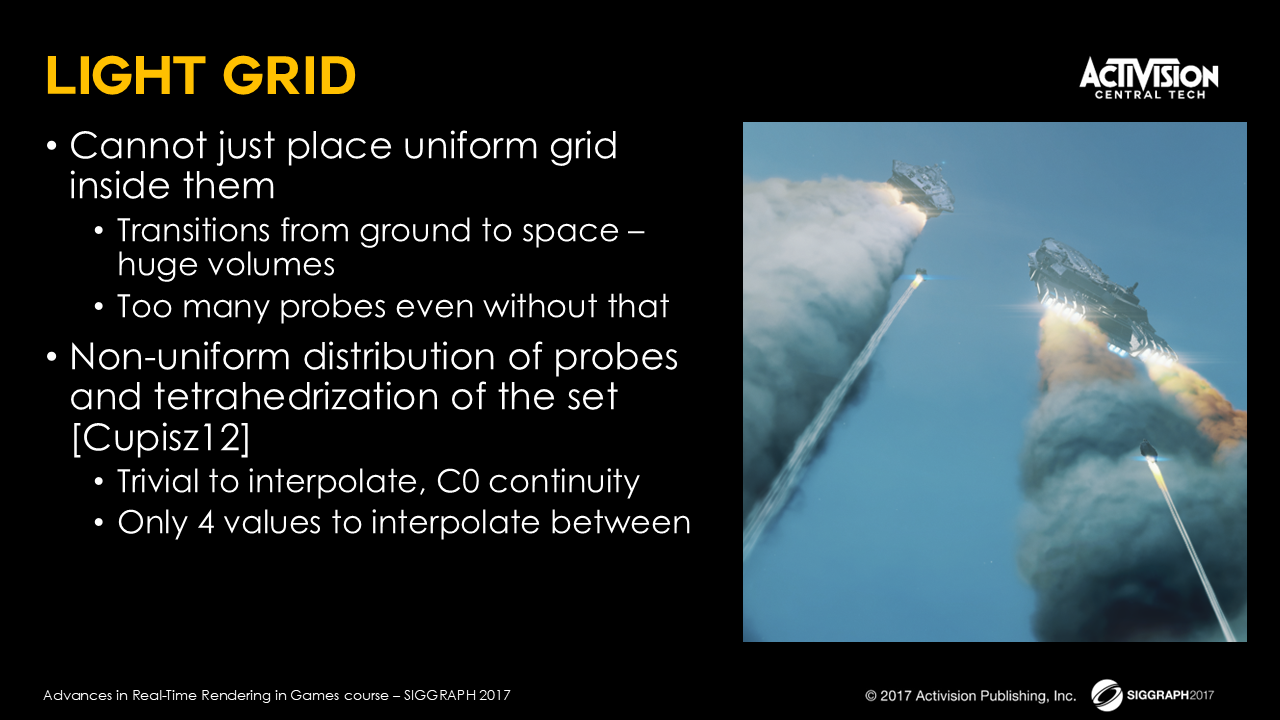 LIGHT GRID
ACTIVISION
CENTRAL TECH
• Cannot just place uniform grid
inside them
• Transitions from ground to space –
huge volumes
• Too many probes even without that
• Non-uniform distribution of probes
and tetrahedrization of the set
[Cupisz12]
• Trivial to interpolate, C0 continuity
• Only 4 values to interpolate between
Advances in Real-Time Rendering in Games course – SIGGRAPH 2017
© 2017 Activision Publishing, Inc.
SIGGRAPH2017